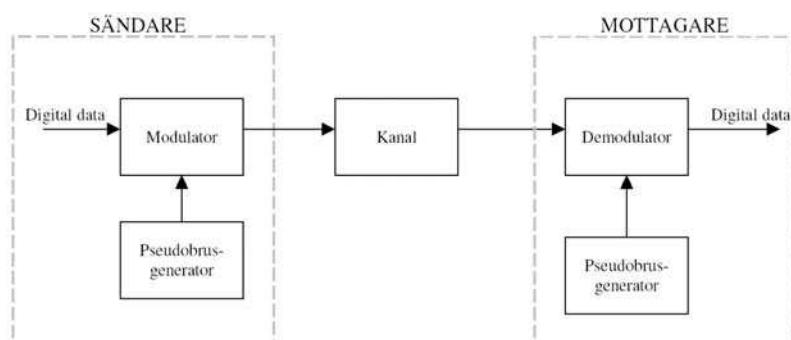 SÄNDARE
MOTTAGARE
Digital data
Modulator
Kanal
Demodulator
Digital data
Pseudobrus-
generator
Pseudobrus-
generator